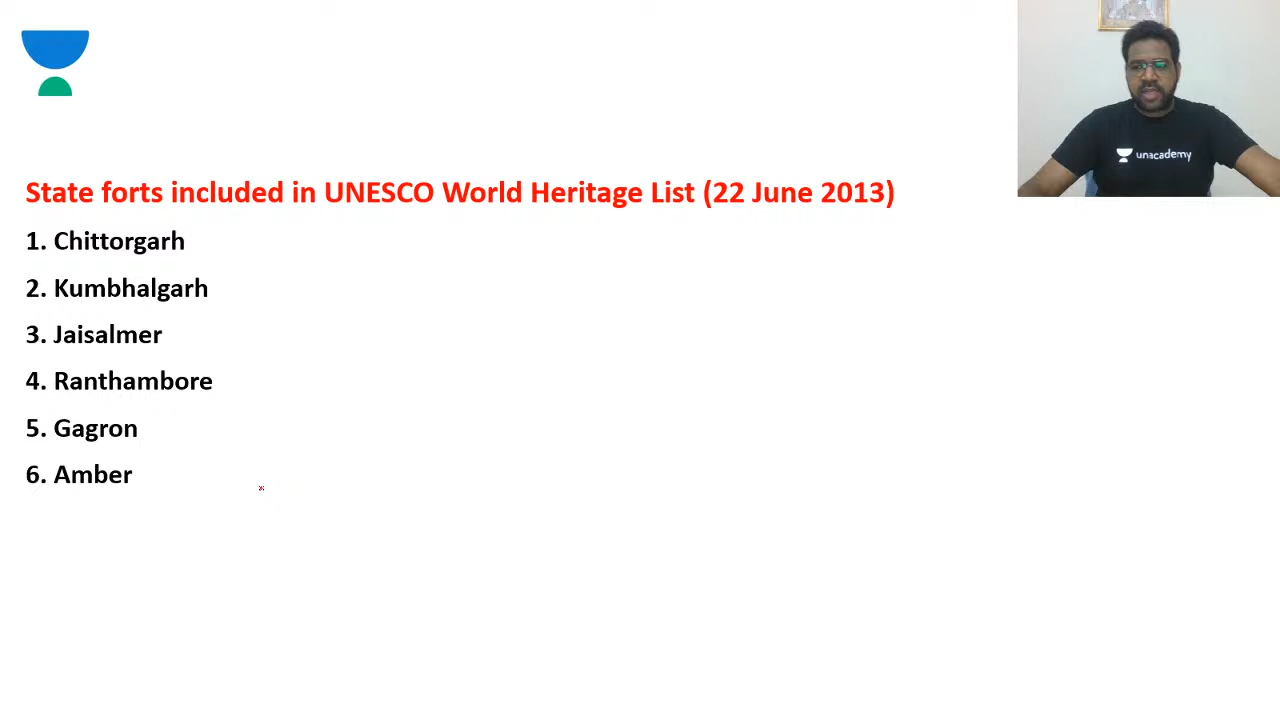 State forts included in UNESCO World Heritage List (22 June 2013)
1. Chittorgarh
2. Kumbhalgarh
3. Jaisalmer
4. Ranthambore
5. Gagron
6. Amber
unacademy